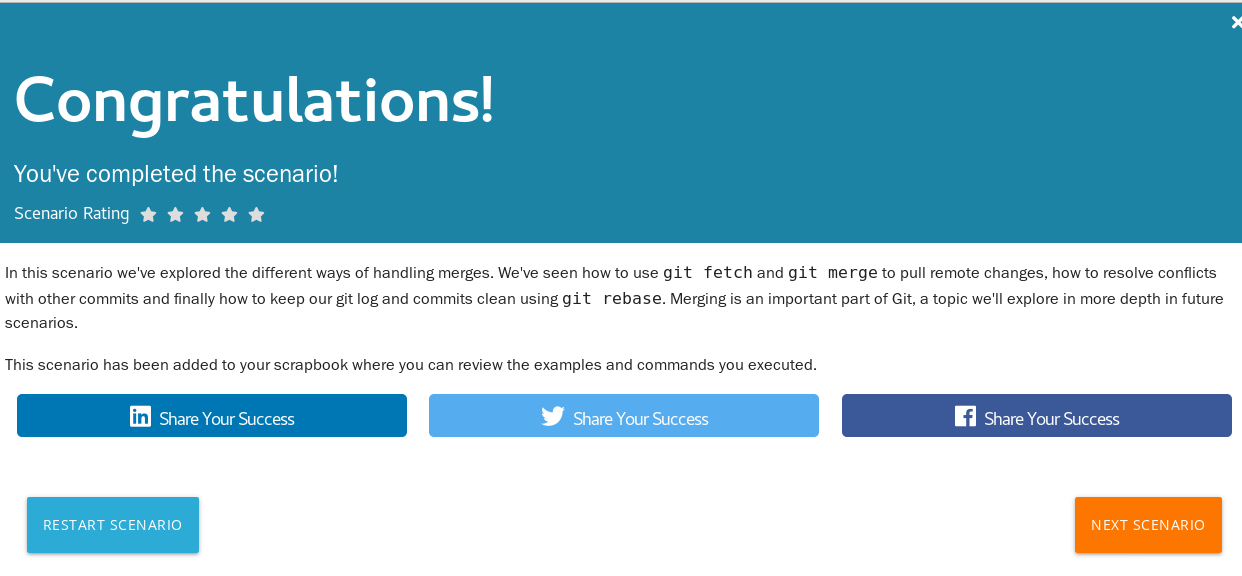 Congratulations!
You've completed the scenario!
Scenario Rating
In this scenario we've explored the different ways of handling merges. We've seen how to use git fetch and git merge to pull remote changes, how to resolve conflicts
with other commits and finally how to keep our git log and commits clean using git rebase. Merging is an important part of Git, a topic we'll explore in more depth in future
scenarios.
This scenario has been added to your scrapbook where you can review the examples and commands you executed.
Share Your Success
Share Your Success
Share Your Success
RESTART SCENARIO
NEXT SCENARIO